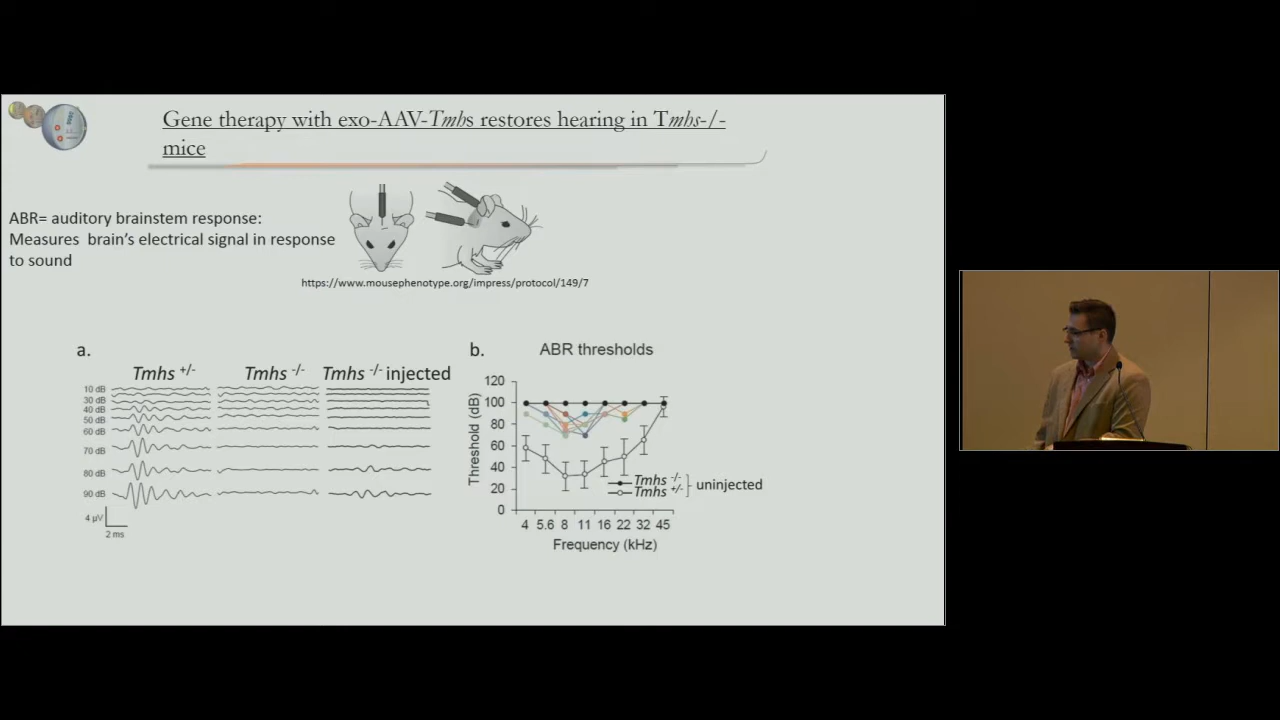 Gene therapy with exo-AAV-Tmhs restores hearing in Tmhs-/-
mice
ABR= auditory brainstem response:
Measures brain's electrical signal in response
to sound
https://www.mousephenotype.org/impress/protocol/149/7
a.
Tmhs +/-
Tmhs -/-
Tmhs -/- injected
10 dB
30 dB
40 dB
50 dB
60 dB
70 dB
80 dB
90 dB
4 µV
2 ms
b.
ABR thresholds
Threshold (dB)
120
100
80
60
40
20
0
4 5.6 8 11 16 22 32 45
Frequency (kHz)
Tmhs -/-
Tmhs +/-
uninjected